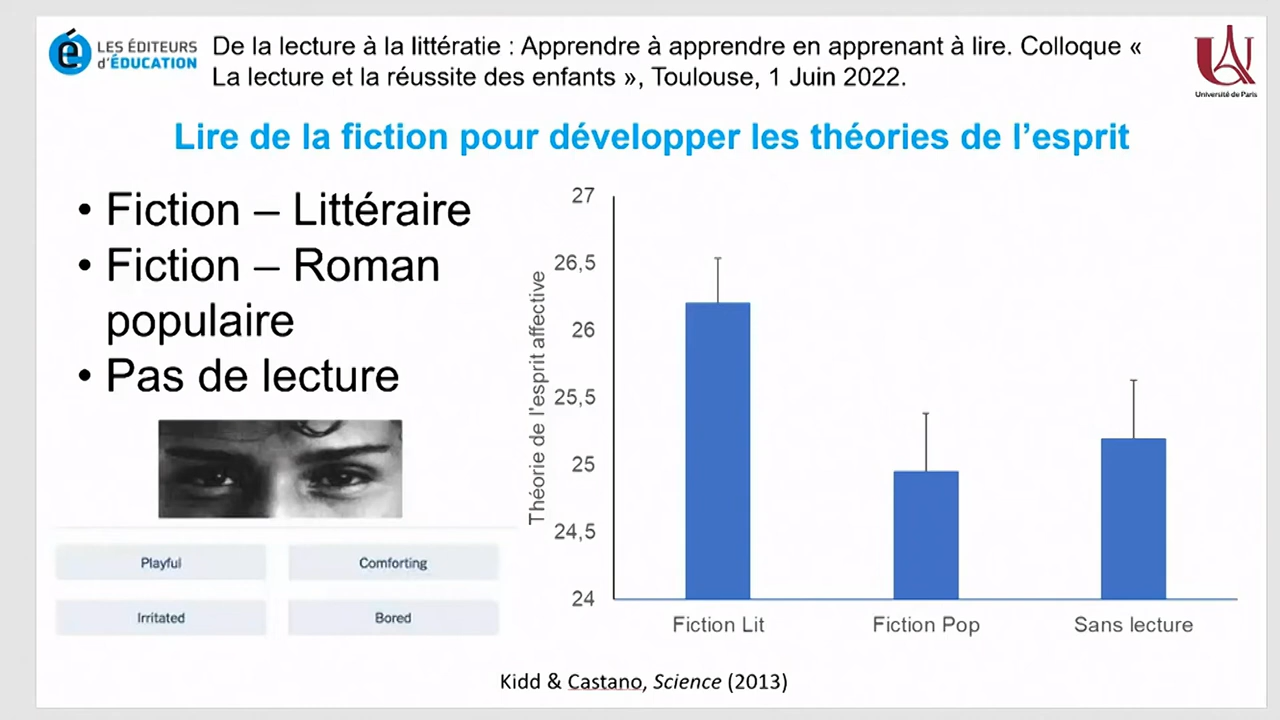 é LES ÉDITEURS
d'ÉDUCATION
De la lecture à la littératie : Apprendre à apprendre en apprenant à lire. Colloque «
La lecture et la réussite des enfants », Toulouse, 1 Juin 2022.
Université de Paris
Lire de la fiction pour développer les théories de l'esprit
• Fiction – Littéraire
• Fiction – Roman
populaire
• Pas de lecture
Playful
Comforting
Irritated
Bored
Théorie de l'esprit affective
27
26,5
26
25,5
25
24,5
24
Fiction Lit
Fiction Pop
Sans lecture
Kidd & Castano, Science (2013)